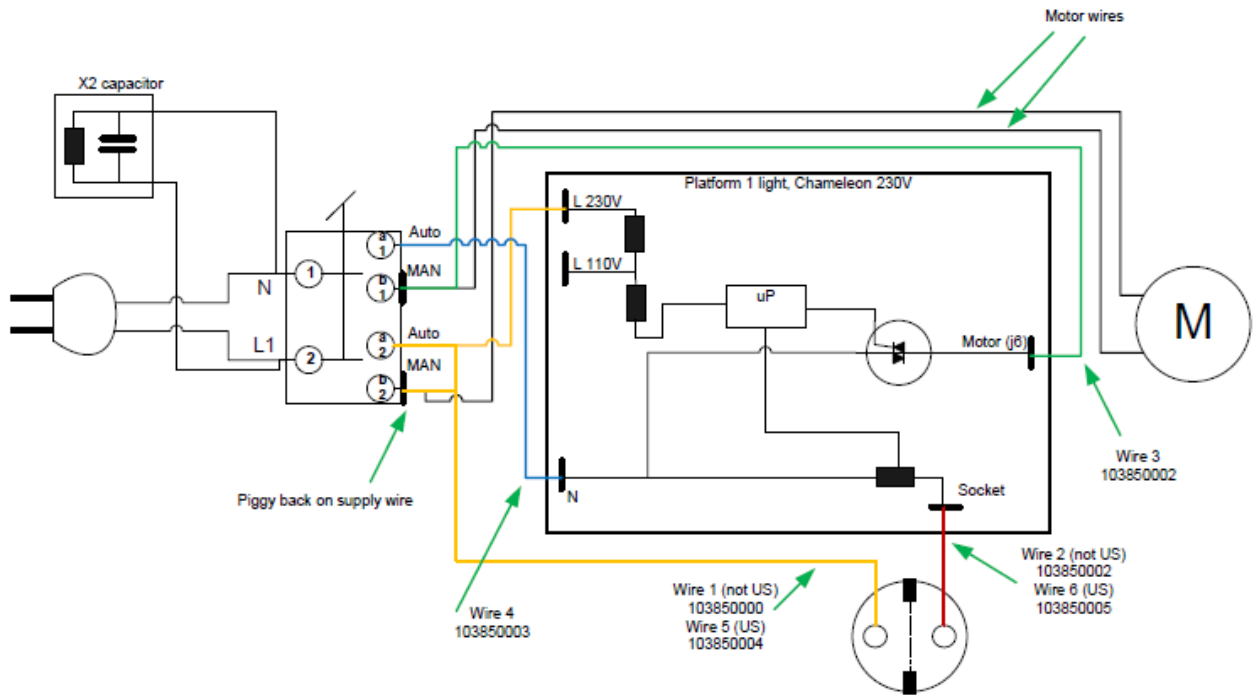 Motor wires
X2 capacitor
Platform 1 light, Chameleon 230V
L 230V
a
1
Auto
MAN
L 110V
1
b
1
N
uP
M
Auto
L1
a
2
Motor (j6)
2
MAN
b
2
Wire 3
103850002
Piggy back on supply wire
N
Socket
Wire 2 (not US)
103850002
Wire 6 (US)
103850005
Wire 1 (not US)
103850000
Wire 5 (US)
103850004
Wire 4
103850003